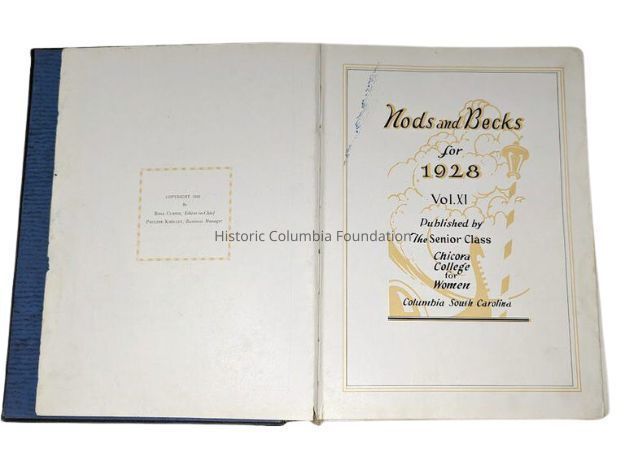 COPYRIGHT 1928
By
Editor-in-Chief
Business Manager
Historic Columbia Foundation
Nods and Becks
for
1928
Vol.XI
Published by
The Senior Class
Chicora
College
for
Women
Columbia South Carolina